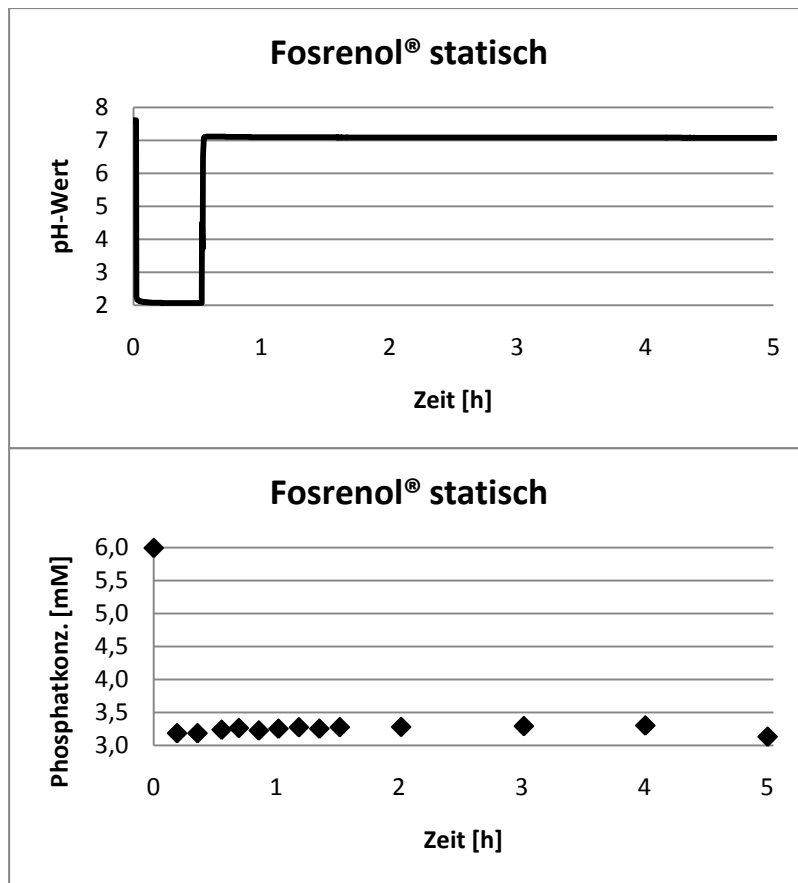 Fosrenol® statisch
8
7
6
5
4
3
2
pH-Wert
0 1 2 3 4 5
Zeit [h]
Fosrenol® statisch
6,0
5,5
5,0
4,5
4,0
3,5
3,0
Phosphatkonz. [mM]
0 1 2 3 4 5
Zeit [h]